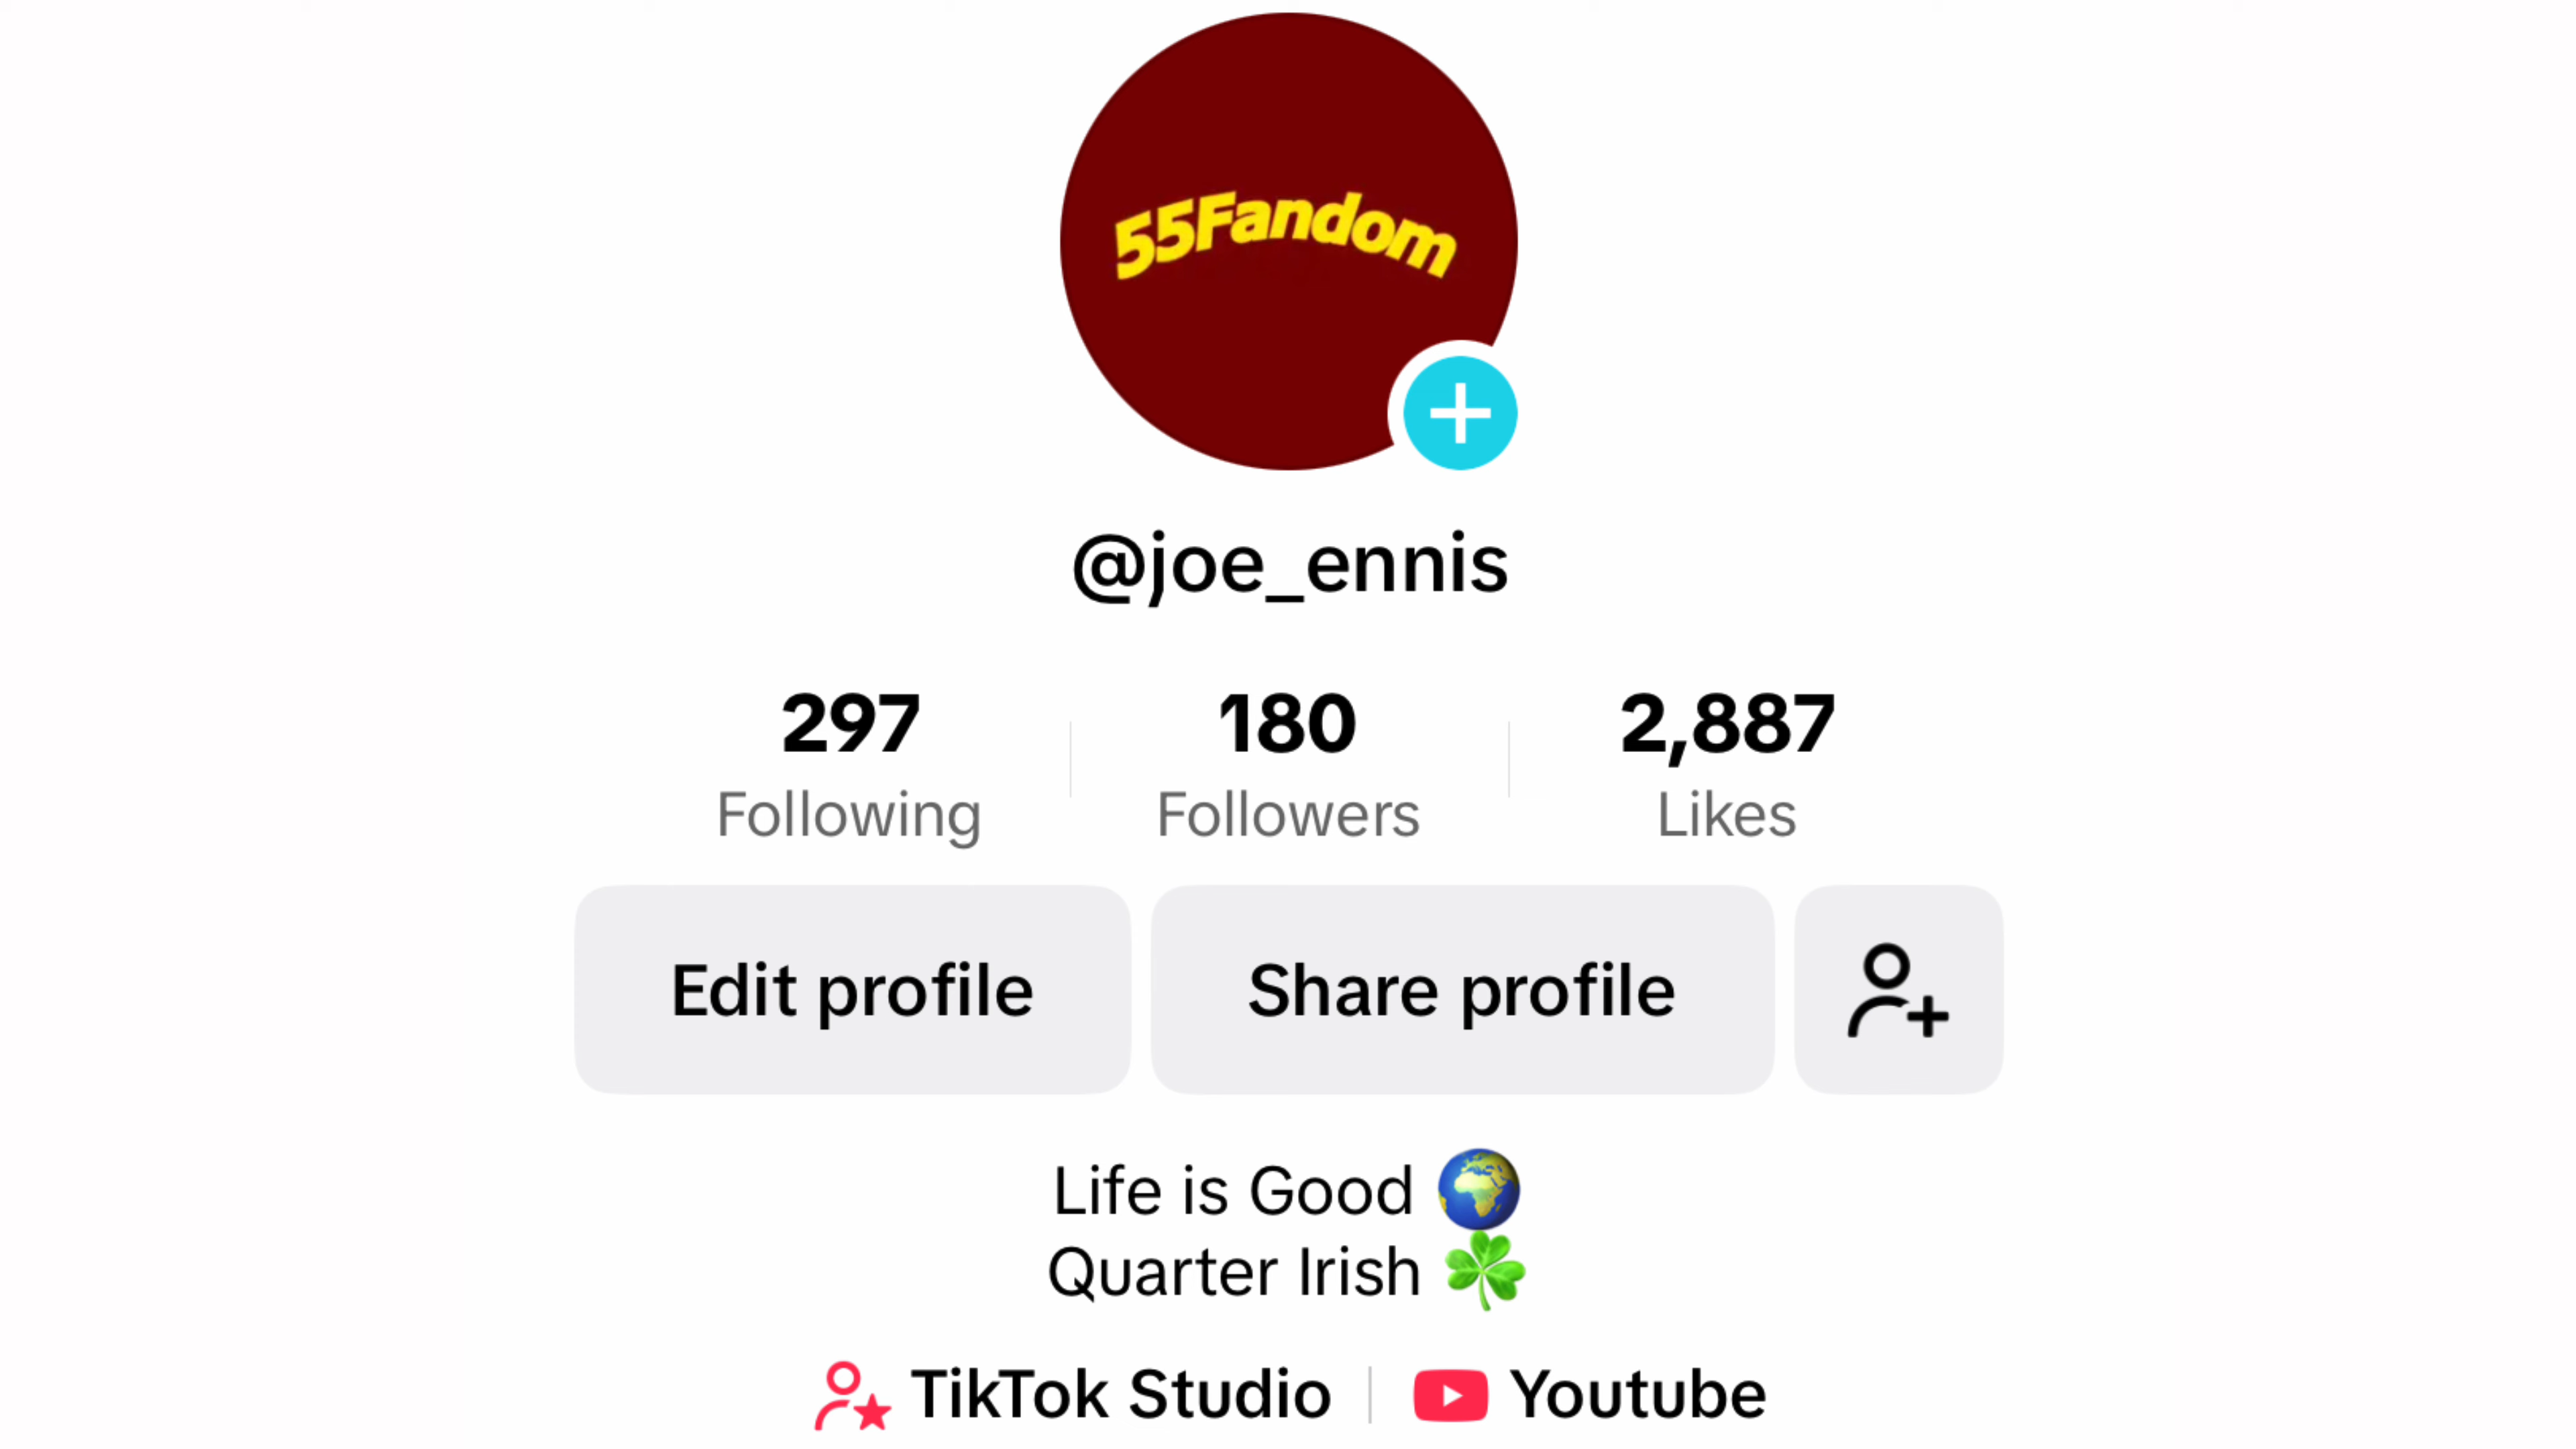 55Fandom
@joe_ennis
297 180 2,887
Following Followers Likes
Edit profile Share profile
Life is Good 🌍
Quarter Irish ☘️
TikTok Studio Youtube